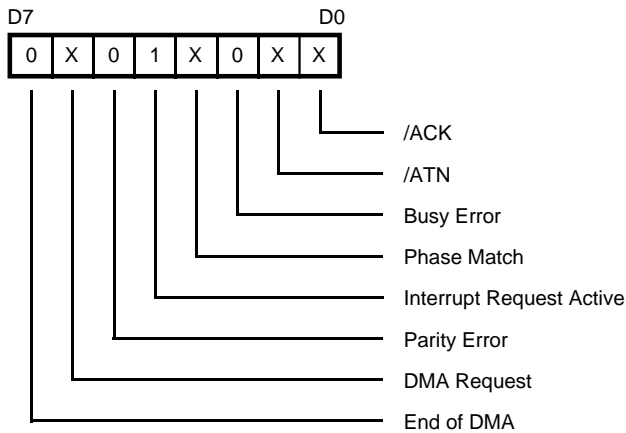 D7 D0
0 X 0 1 X 0 X X
/ACK
/ATN
Busy Error
Phase Match
Interrupt Request Active
Parity Error
DMA Request
End of DMA